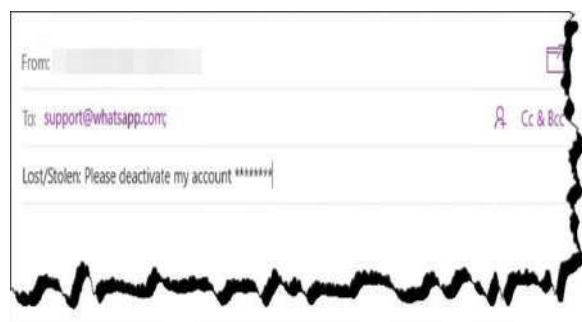 From:
To: support@whatsapp.com; Cc & Bcc
Lost/Stolen: Please deactivate my account ********